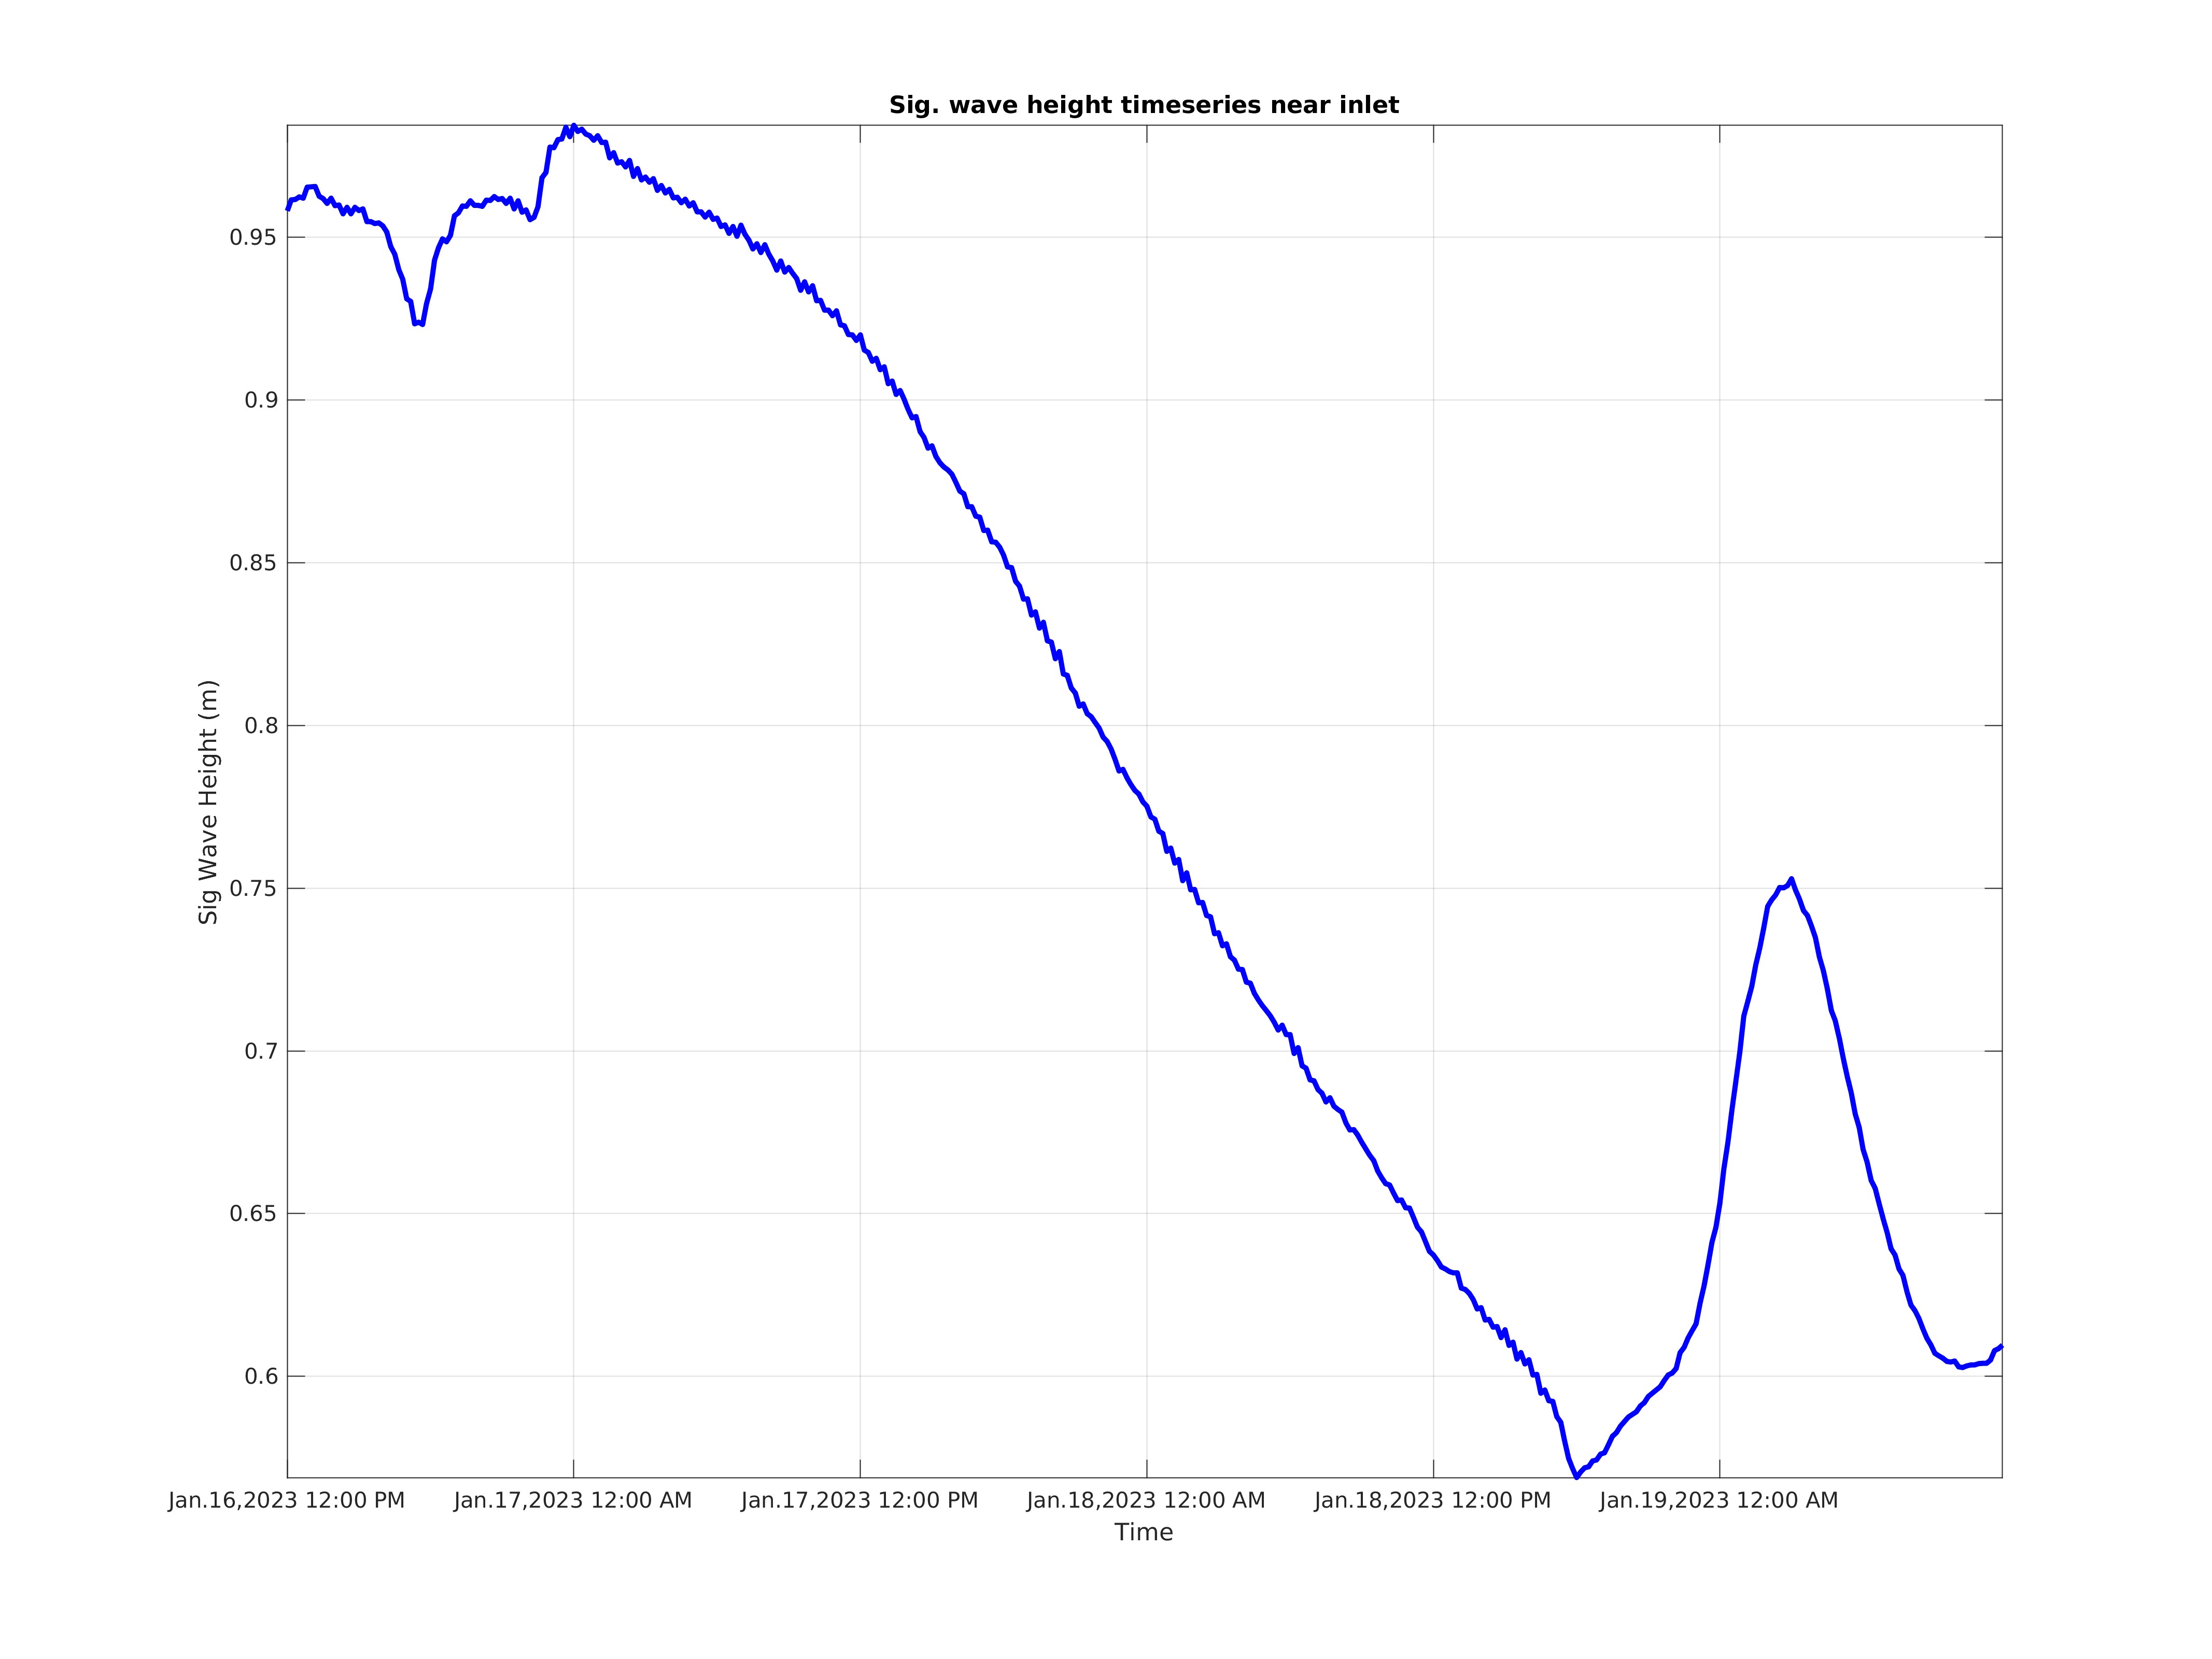 Sig. wave height timeseries near inlet
0.95
0.9
0.85
0.8
0.75
0.7
0.65
0.6
Sig Wave Height (m)
Jan.16,2023 12:00 PM
Jan.17,2023 12:00 AM
Jan.17,2023 12:00 PM
Jan.18,2023 12:00 AM
Jan.18,2023 12:00 PM
Jan.19,2023 12:00 AM
Time